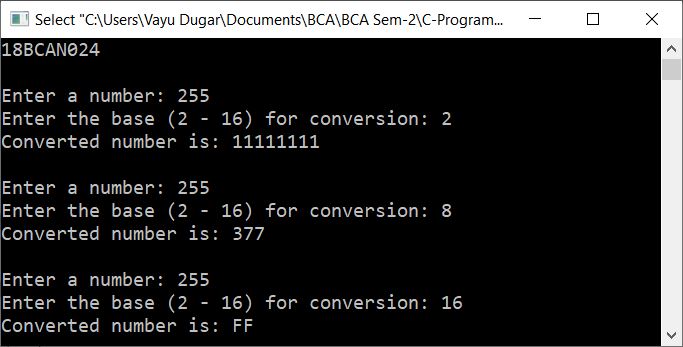 Select "C:\Users\Vayu Dugar\Documents\BCA\BCA Sem-2\C-Program...
18BCAN024
Enter a number: 255
Enter the base (2 - 16) for conversion: 2
Converted number is: 11111111
Enter a number: 255
Enter the base (2 - 16) for conversion: 8
Converted number is: 377
Enter a number: 255
Enter the base (2 - 16) for conversion: 16
Converted number is: FF